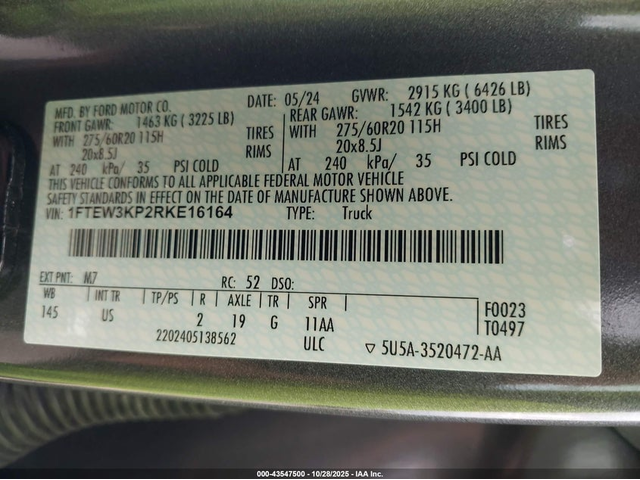 MFD. BY FORD MOTOR CO.
DATE: 05/24 GVWR: 2915 KG ( 6426 LB)
FRONT GAWR: 1463 KG ( 3225 LB)
REAR GAWR: 1542 KG ( 3400 LB)
WITH 275/60R20 115H TIRES
275/60R20 115H TIRES
20x8.5J RIMS
WITH 20x8.5J RIMS
AT 240 kPa/ 35 PSI COLD
AT 240 kPa/ 35 PSI COLD
THIS VEHICLE CONFORMS TO ALL APPLICABLE FEDERAL MOTOR VEHICLE
SAFETY STANDARDS IN EFFECT ON THE DATE OF MANUFACTURE SHOWN ABOVE.
VIN: 1FTEW3KP2RKE16164 TYPE: Truck
EXT PNT: M7 RC: 52 DSO:
WB INT TR TP/PS R AXLE TR SPR
145 US 2 19 G 11AA
F0023
T0497
2202405138562 ULC ▽ 5U5A-3520472-AA
000-43547500 | 10/28/2025 | IAA Inc.